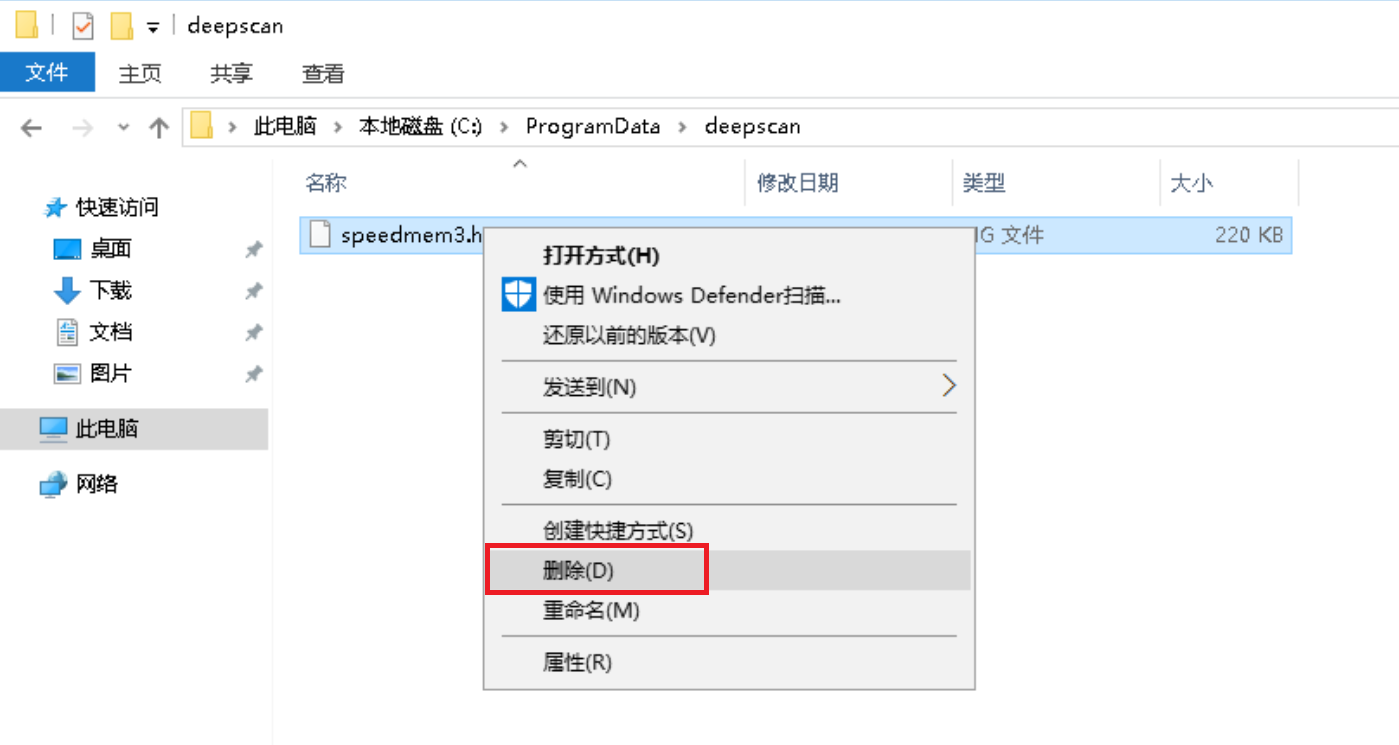 deepscan
文件 主页 共享 查看
此电脑 本地磁盘 (C:) ProgramData deepscan
名称 修改日期 类型 大小
快速访问
桌面
下载
文档
图片
此电脑
网络
speedmem3.h 文件 220 KB
打开方式(H)
使用 Windows Defender扫描...
还原以前的版本(V)
发送到(N)
剪切(T)
复制(C)
创建快捷方式(S)
删除(D)
重命名(M)
属性(R)